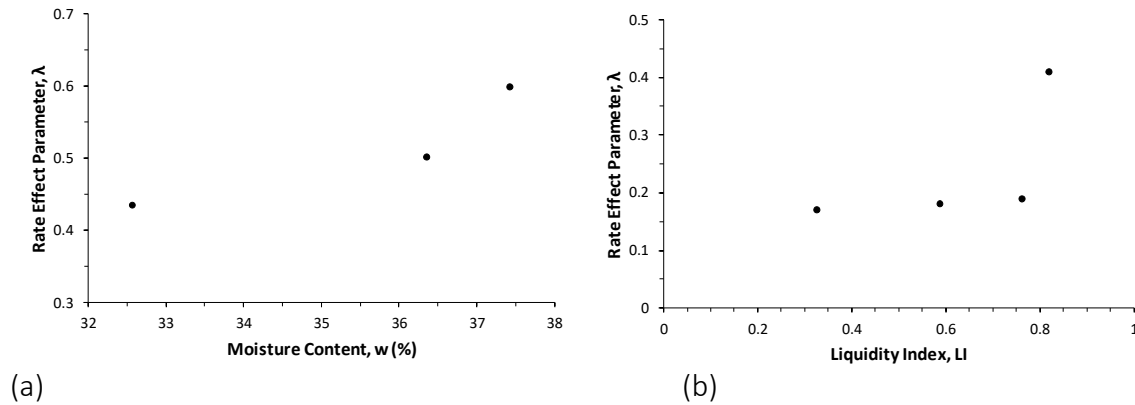 0.7
0.6
0.5
0.4
0.3
32 33 34 35 36 37 38
Rate Effect Parameter, λ
Moisture Content, w (%)
(a)
0.5
0.4
0.3
0.2
0.1
0
0 0.2 0.4 0.6 0.8 1
Rate Effect Parameter, λ
Liquidity Index, LI
(b)